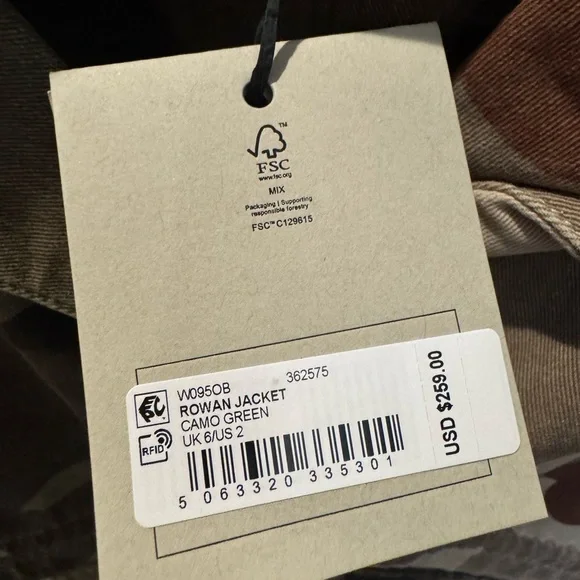 ™
FSC
www.fsc.org
MIX
Packaging | Supporting
responsible forestry
FSC™ C129615
W095OB 362575
ROWAN JACKET
CAMO GREEN
UK 6/US 2
RFID
5 063320 335301
USD $259.00